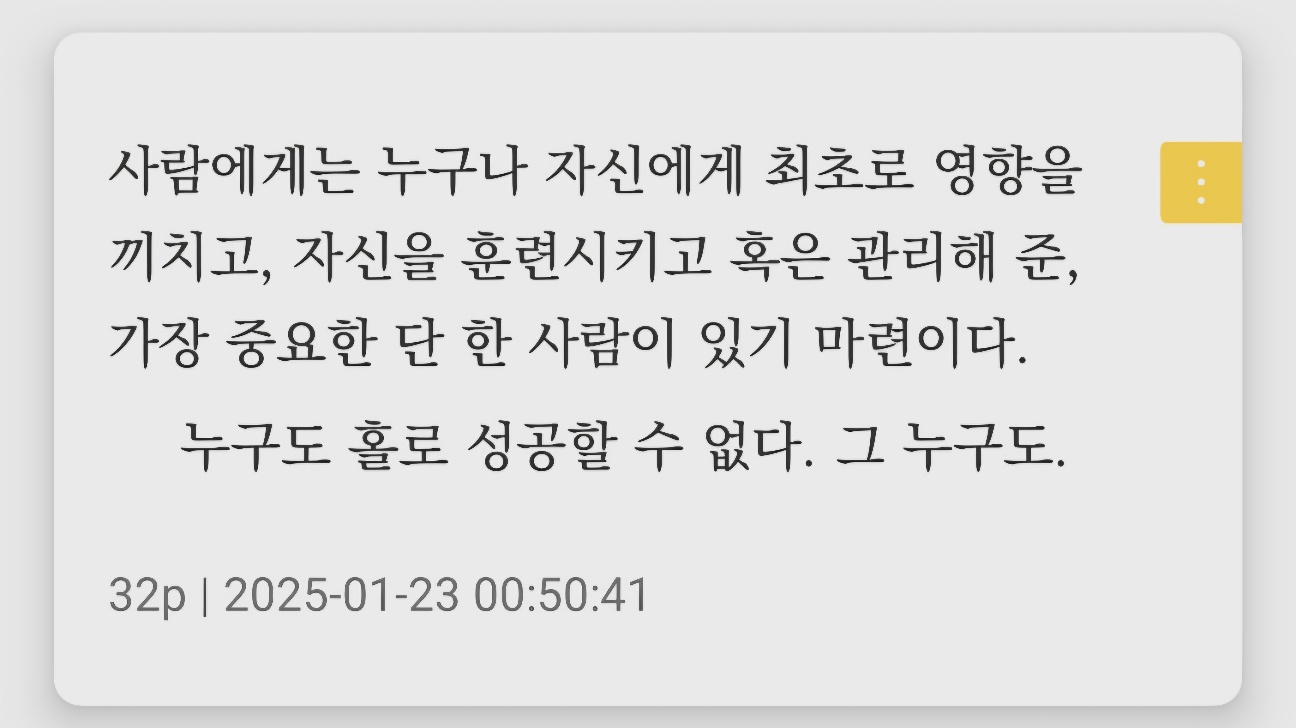 사람에게는 누구나 자신에게 최초로 영향을
끼치고, 자신을 훈련시키고 혹은 관리해 준,
가장 중요한 단 한 사람이 있기 마련이다.
누구도 홀로 성공할 수 없다. 그 누구도.
32p | 2025-01-23 00:50:41